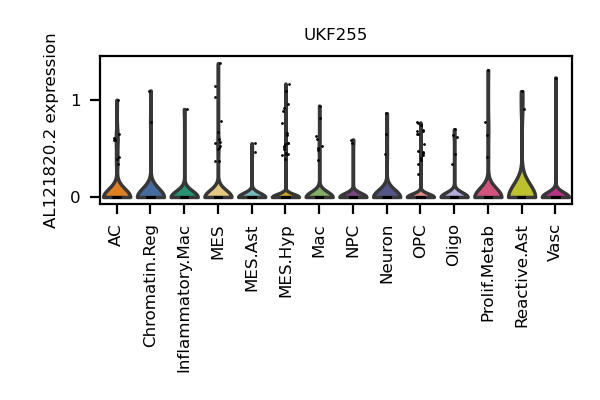 UKF255
AL121820.2 expression
1
0
AC
Chromatin.Reg
Inflammatory.Mac
MES
MES.Ast
MES.Hyp
Mac
NPC
Neuron
OPC
Oligo
Prolif.Metab
Reactive.Ast
Vasc